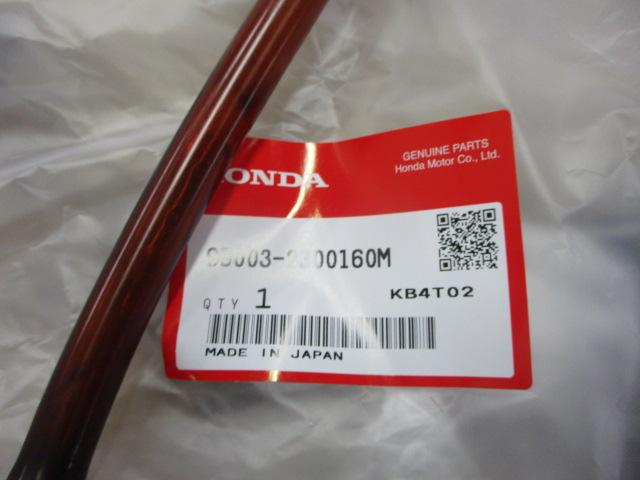 GENUINE PARTS
Honda Motor Co., Ltd.
HONDA
95003-2300160M
QTY 1
KB4T02
MADE IN JAPAN